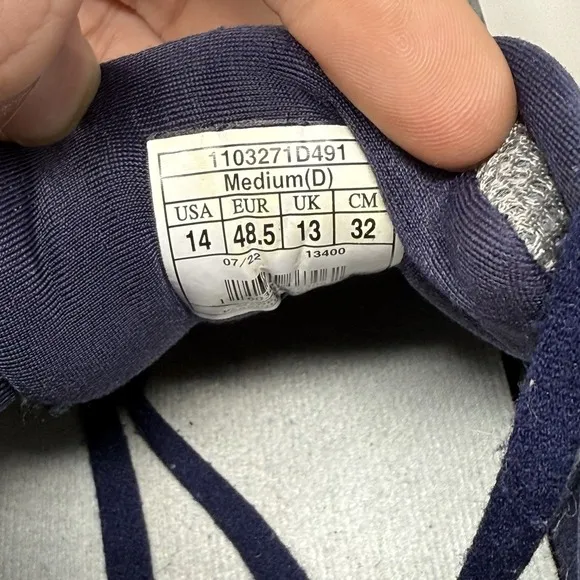 1103271D491
Medium(D)
USA EUR UK CM
14 48.5 13 32
07/22 13400